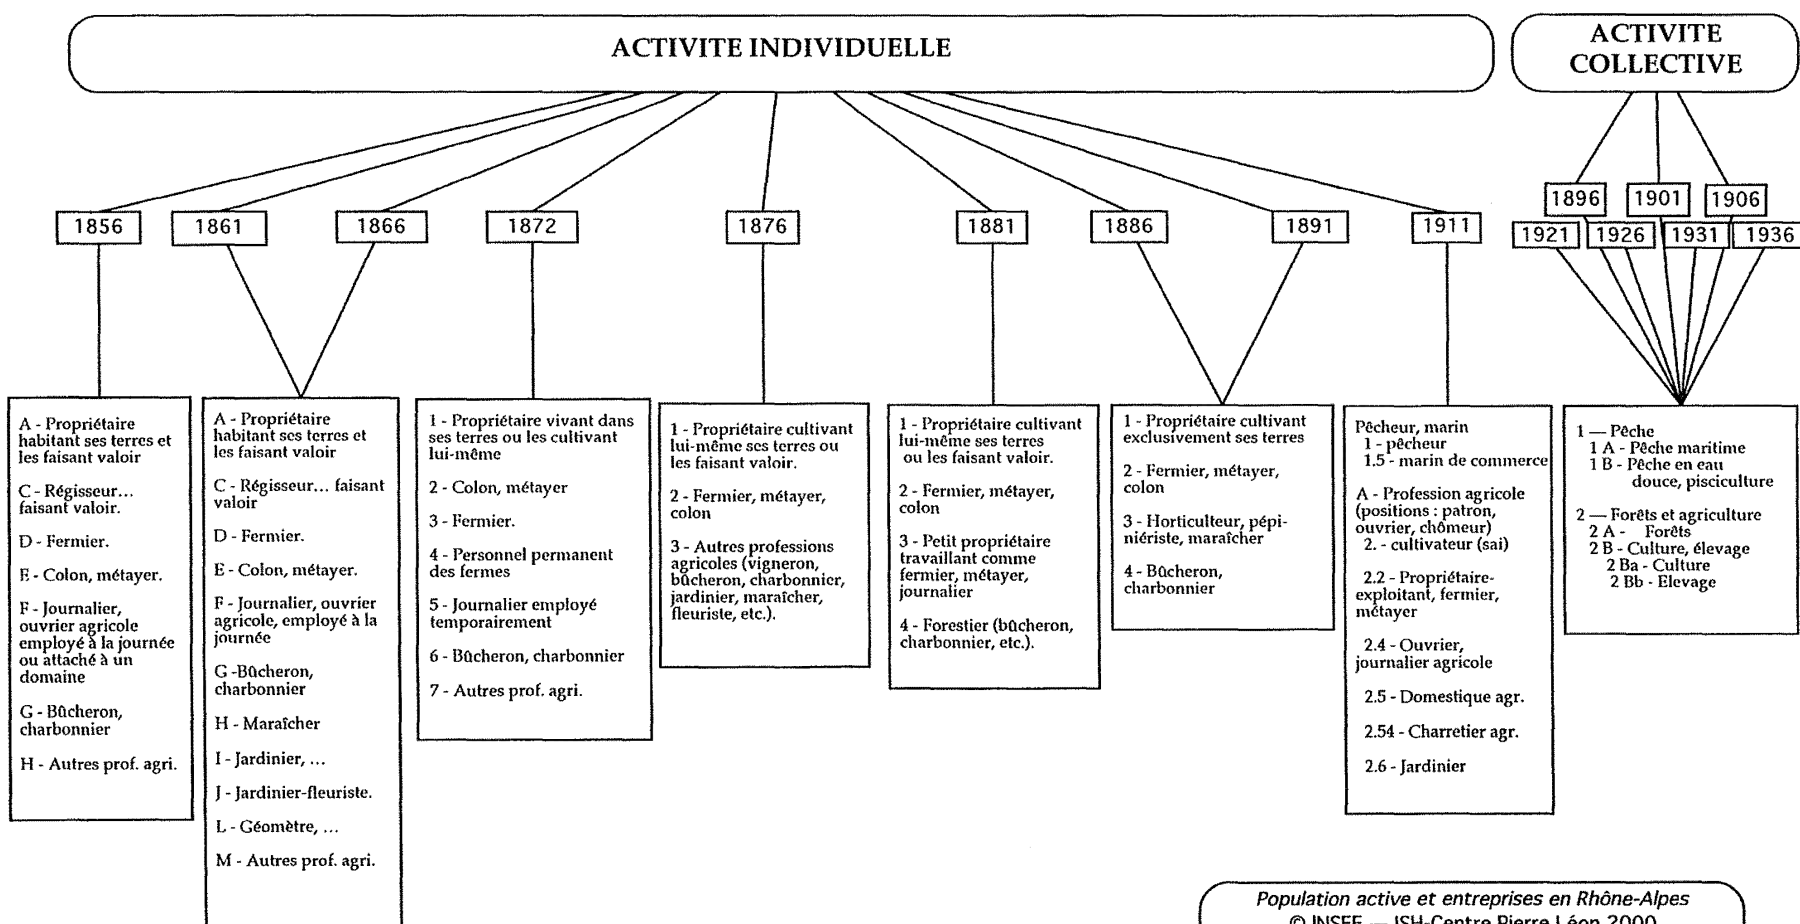 ACTIVITE INDIVIDUELLE
ACTIVITE
COLLECTIVE
1856
1861
1866
1872
1876
1881
1886
1891
1911
1896
1901
1906
1921
1926
1931
1936
A - Propriétaire
habitant ses terres et
les faisant valoir
C - Régisseur...
faisant valoir.
D - Fermier.
E - Colon, métayer.
F - Journalier,
ouvrier agricole
employé à la journée
ou attaché à un
domaine
G - Bûcheron,
charbonnier
H - Autres prof. agri.
A - Propriétaire
habitant ses terres et
les faisant valoir
C - Régisseur... faisant
valoir
D - Fermier.
E - Colon, métayer.
F - Journalier, ouvrier
agricole, employé à la
journée
G -Bûcheron,
charbonnier
H - Maraîcher
I - Jardinier, ...
J - Jardinier-fleuriste.
L - Géomètre, ...
M - Autres prof. agri.
1 - Propriétaire vivant dans
ses terres ou les cultivant
lui-même
2 - Colon, métayer
3 - Fermier.
4 - Personnel permanent
des fermes
5 - Journalier employé
temporairement
6 - Bûcheron, charbonnier
7 - Autres prof. agri.
1 - Propriétaire cultivant
lui-même ses terres ou
les faisant valoir.
2 - Fermier, métayer,
colon
3 - Autres professions
agricoles (vigneron,
bûcheron, charbonnier,
jardinier, maraîcher,
fleuriste, etc.).
1 - Propriétaire cultivant
lui-même ses terres
ou les faisant valoir.
2 - Fermier, métayer,
colon
3 - Petit propriétaire
travaillant comme
fermier, métayer,
journalier
4 - Forestier (bûcheron,
charbonnier, etc.).
1 - Propriétaire cultivant
exclusivement ses terres
2 - Fermier, métayer,
colon
3 - Horticulteur, pépi-
niériste, maraîcher
4 - Bûcheron,
charbonnier
Pêcheur, marin
1 - pêcheur
1.5 - marin de commerce
A - Profession agricole
(positions : patron,
ouvrier, chômeur)
2. - cultivateur (sai)
2.2 - Propriétaire-
exploitant, fermier,
métayer
2.4 - Ouvrier,
journalier agricole
2.5 - Domestique agr.
2.54 - Charretier agr.
2.6 - Jardinier
1 — Pêche
1 A - Pêche maritime
1 B - Pêche en eau
douce, pisciculture
2 — Forêts et agriculture
2 A - Forêts
2 B - Culture, élevage
2 Ba - Culture
2 Bb - Elevage
Population active et entreprises en Rhône-Alpes
© INSEE — ISH-Centre Pierre Léon 2000